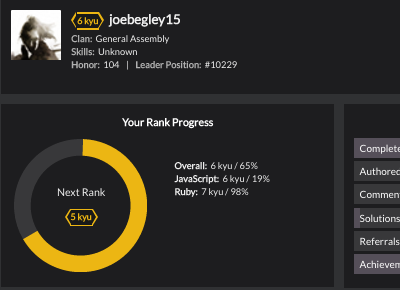 6 kyu joebegley15
Clan: General Assembly
Skills: Unknown
Honor: 104 | Leader Position: #10229
Your Rank Progress
Next Rank
5 kyu
Overall: 6 kyu / 65%
JavaScript: 6 kyu / 19%
Ruby: 7 kyu / 98%
Complete
Authored
Commen
Solutions
Referrals
Achievem